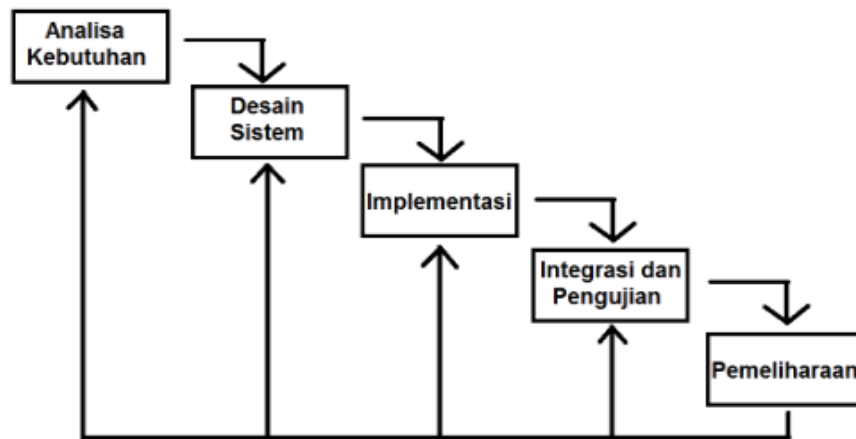 Analisa
Kebutuhan
Desain
Sistem
Implementasi
Integrasi dan
Pengujian
Pemeliharaan